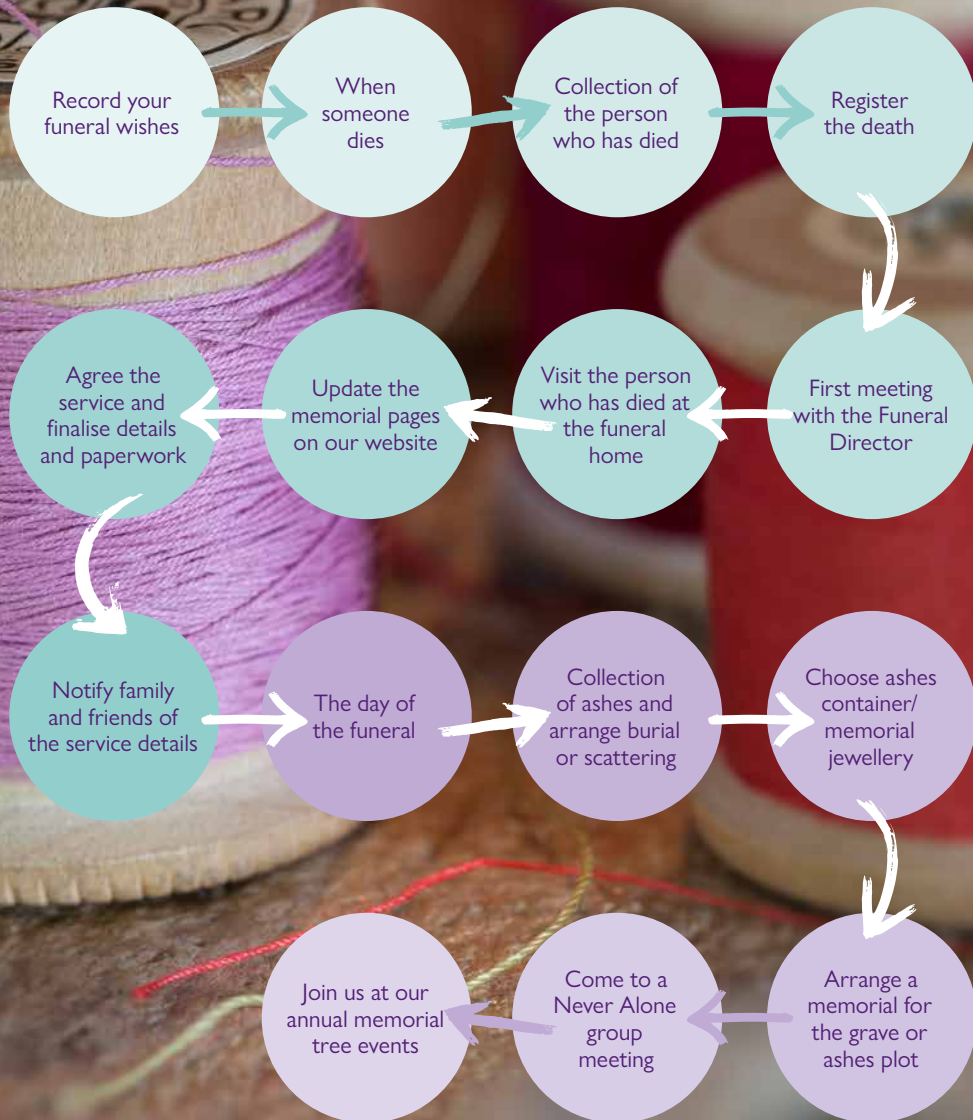 Record your
funeral wishes
When
someone
dies
Collection of
the person
who has died
Register
the death
First meeting
with the Funeral
Director
Visit the person
who has died at
the funeral
home
Update the
memorial pages
on our website
Agree the
service and
finalise details
and paperwork
Notify family
and friends of
the service details
The day of
the funeral
Collection
of ashes and
arrange burial
or scattering
Choose ashes
container/
memorial
jewellery
Arrange a
memorial for
the grave or
ashes plot
Come to a
Never Alone
group
meeting
Join us at our
annual memorial
tree events